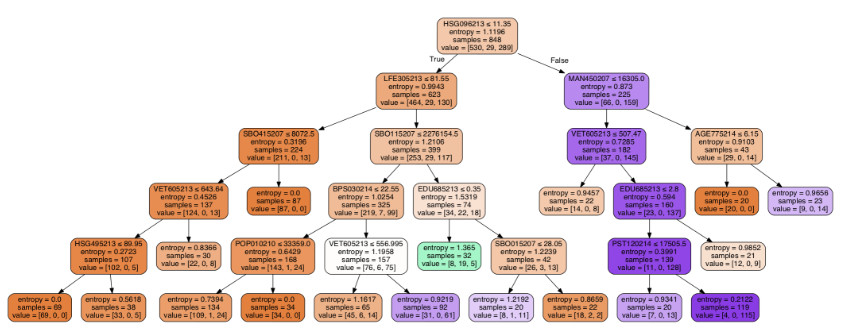 HSG096213 ≤ 11.35
entropy = 1.1196
samples = 848
value = [530, 29, 289]
True
False
LFE305213 ≤ 81.55
entropy = 0.9943
samples = 623
value = [464, 29, 130]
MAN450207 ≤ 16305.0
entropy = 0.873
samples = 225
value = [66, 0, 159]
SBO415207 ≤ 8072.5
entropy = 0.3196
samples = 224
value = [211, 0, 13]
SBO115207 ≤ 2276154.5
entropy = 1.2106
samples = 399
value = [253, 29, 117]
VET605213 ≤ 507.47
entropy = 0.7285
samples = 182
value = [37, 0, 145]
AGE775214 ≤ 6.15
entropy = 0.9103
samples = 43
value = [29, 0, 14]
VET605213 ≤ 643.64
entropy = 0.4526
samples = 137
value = [124, 0, 13]
entropy = 0.0
samples = 87
value = [87, 0, 0]
BPS030214 ≤ 22.55
entropy = 1.0254
samples = 325
value = [219, 7, 99]
EDU685213 ≤ 0.35
entropy = 1.5319
samples = 74
value = [34, 22, 18]
entropy = 0.9457
samples = 22
value = [14, 0, 8]
EDU685213 ≤ 2.8
entropy = 0.594
samples = 160
value = [23, 0, 137]
entropy = 0.0
samples = 20
value = [20, 0, 0]
entropy = 0.9656
samples = 23
value = [9, 0, 14]
HSG495213 ≤ 89.95
entropy = 0.2723
samples = 107
value = [102, 0, 5]
entropy = 0.8366
samples = 30
value = [22, 0, 8]
POP010210 ≤ 33359.0
entropy = 0.6429
samples = 168
value = [143, 1, 24]
VET605213 ≤ 556.995
entropy = 1.1958
samples = 157
value = [76, 6, 75]
entropy = 1.365
samples = 32
value = [8, 19, 5]
SBO015207 ≤ 28.05
entropy = 1.2239
samples = 42
value = [26, 3, 13]
PST120214 ≤ 17505.5
entropy = 0.3991
samples = 139
value = [11, 0, 128]
entropy = 0.9852
samples = 21
value = [12, 0, 9]
entropy = 0.0
samples = 69
value = [69, 0, 0]
entropy = 0.5618
samples = 38
value = [33, 0, 5]
entropy = 0.7394
samples = 134
value = [109, 1, 24]
entropy = 0.0
samples = 34
value = [34, 0, 0]
entropy = 1.1617
samples = 65
value = [45, 6, 14]
entropy = 0.9219
samples = 92
value = [31, 0, 61]
entropy = 1.2192
samples = 20
value = [8, 1, 11]
entropy = 0.8659
samples = 22
value = [18, 2, 2]
entropy = 0.9341
samples = 20
value = [7, 0, 13]
entropy = 0.2122
samples = 119
value = [4, 0, 115]